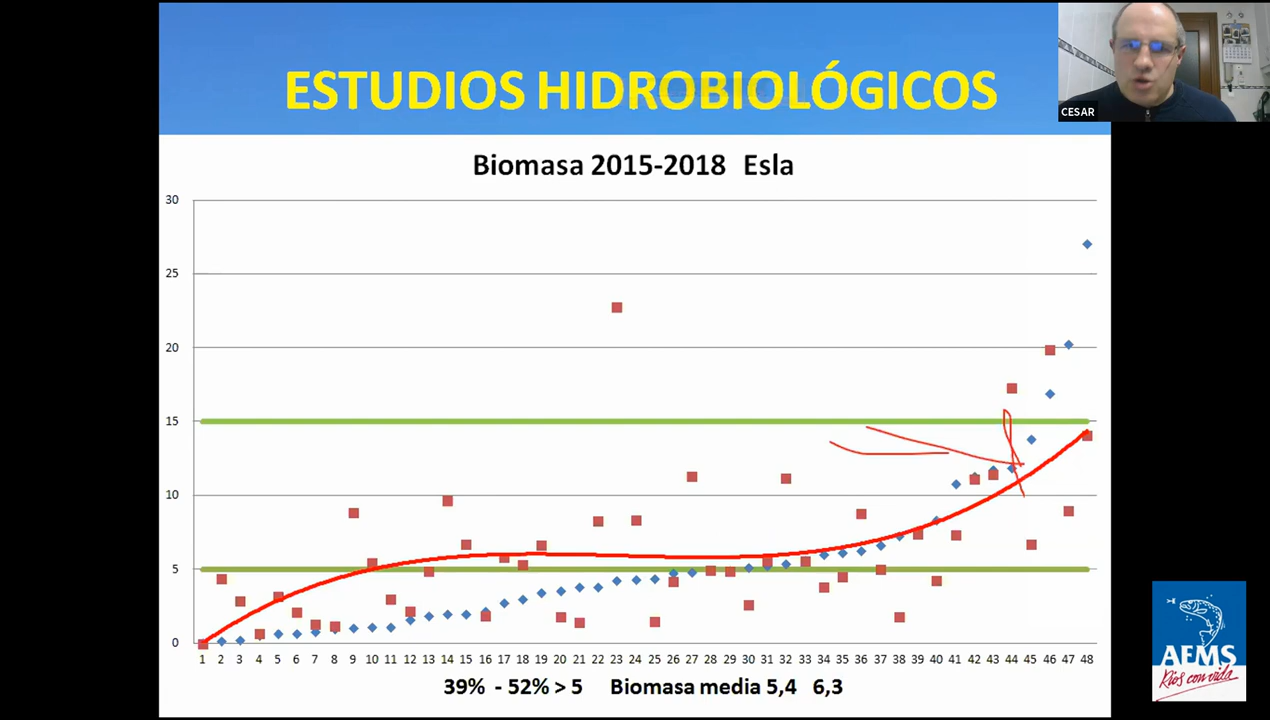 ESTUDIOS HIDROBIOLÓGICOS
CESAR
Biomasa 2015-2018 Esla
30
25
20
15
10
5
0
1 2 3 4 5 6 7 8 9 10 11 12 13 14 15 16 17 18 19 20 21 22 23 24 25 26 27 28 29 30 31 32 33 34 35 36 37 38 39 40 41 42 43 44 45 46 47 48
39% - 52% > 5 Biomasa media 5,4 6,3
AEMS
Ríos con vida